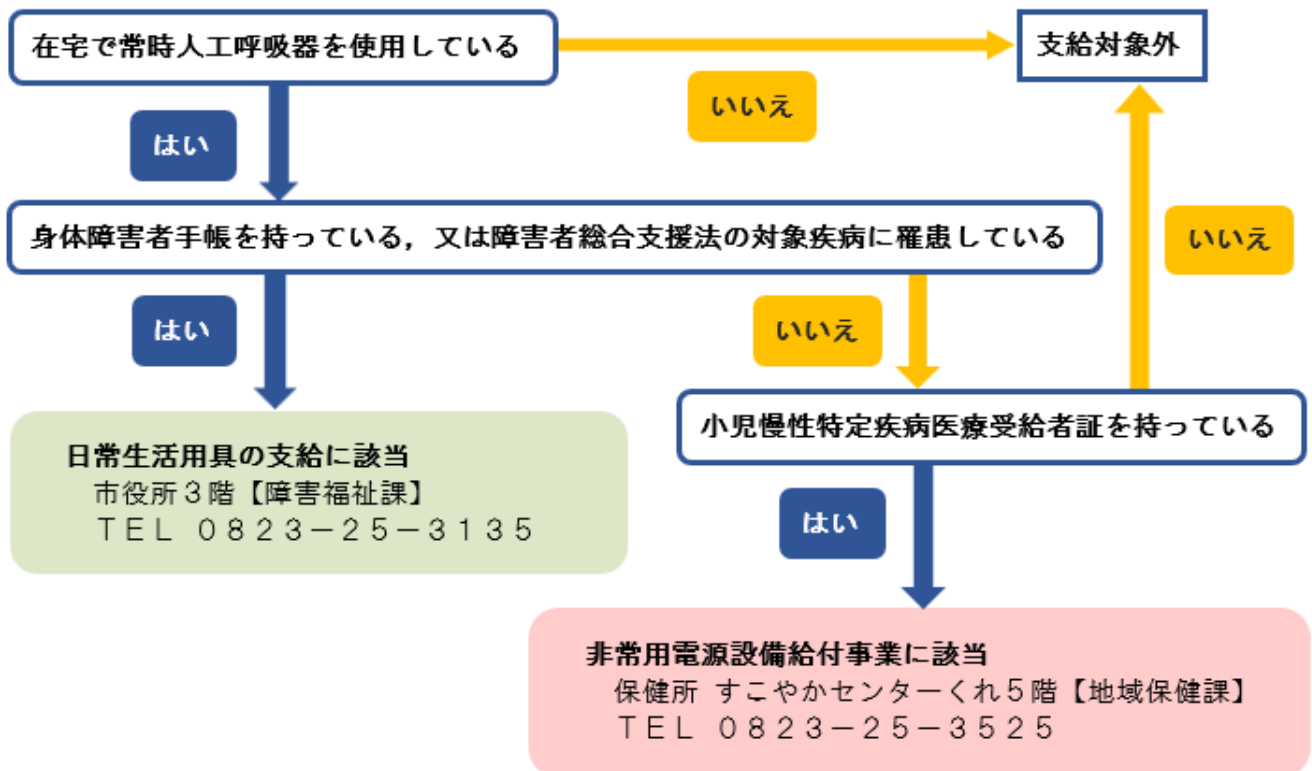 在宅で常時人工呼吸器を使用している
支給対象外
いいえ
はい
身体障害者手帳を持っている，又は障害者総合支援法の対象疾病に罹患している
いいえ
はい
いいえ
小児慢性特定疾病医療受給者証を持っている
日常生活用具の支給に該当
市役所３階【障害福祉課】
ＴＥＬ ０８２３－２５－３１３５
はい
非常用電源設備給付事業に該当
保健所 すこやかセンターくれ５階【地域保健課】
ＴＥＬ ０８２３－２５－３５２５